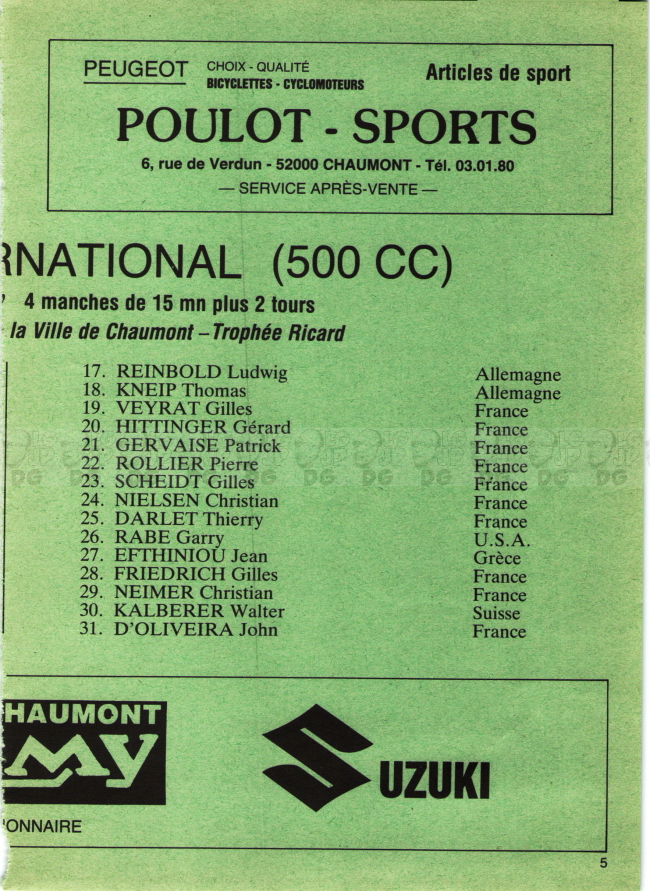 PEUGEOT CHOIX - QUALITÉ Articles de sport
BICYCLETTES - CYCLOMOTEURS
POULOT - SPORTS
6, rue de Verdun - 52000 CHAUMONT - Tél. 03.01.80
— SERVICE APRÈS-VENTE —
RNATIONAL (500 CC)
4 manches de 15 mn plus 2 tours
la Ville de Chaumont – Trophée Ricard
17. REINBOLD Ludwig Allemagne
18. KNEIP Thomas Allemagne
19. VEYRAT Gilles France
20. HITTINGER Gérard France
21. GERVAISE Patrick France
22. ROLLIER Pierre France
23. SCHEIDT Gilles France
24. NIELSEN Christian France
25. DARLET Thierry France
26. RABE Garry U.S.A.
27. EFTHINIOU Jean Grèce
28. FRIEDRICH Gilles France
29. NEIMER Christian France
30. KALBERER Walter Suisse
31. D'OLIVEIRA John France
HAUMONT
MY
SUZUKI
IONNAIRE
5